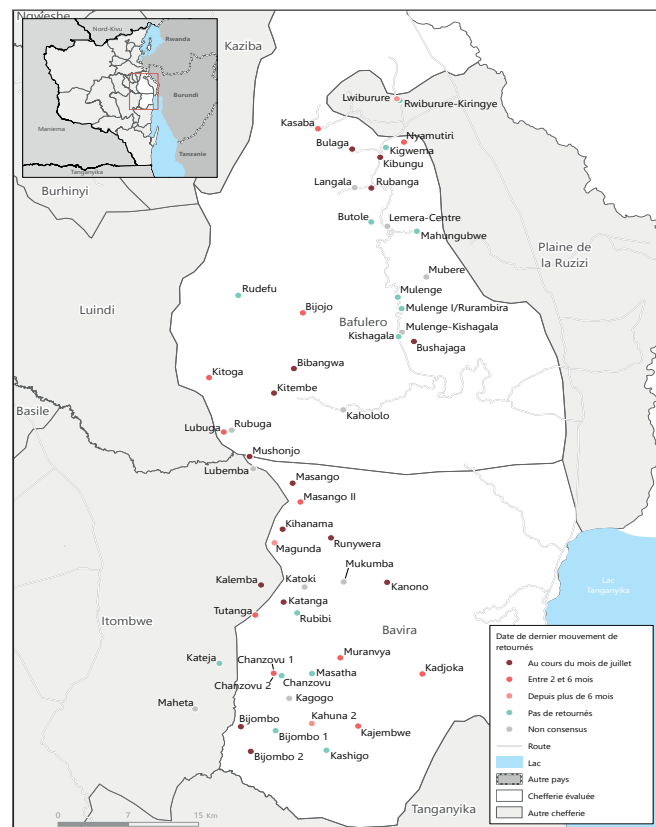 Ngweshe
Nord-Kivu
Rwanda
Burundi
Maniema
Tanzanie
Tanganyika
Kaziba
Lwiburure
Rwiburure-Kiringye
Kasaba
Nyamutiri
Bulaga
Kigwema
Kibungu
Burhinyi
Langala
Rubanga
Butole
Lemera-Centre
Mahungubwe
Plaine de
la Ruzizi
Mubere
Rudefu
Mulenge
Luindi
Bijojo
Mulenge I/Rurambira
Bafulero
Mulenge-Kishagala
Kishagala
Bushajaga
Bibangwa
Kitoga
Kitembe
Basile
Kahololo
Lubuga
Rubuga
Mushonjo
Lubemba
Masango
Masango II
Kihanama
Runywera
Magunda
Mukumba
Kalemba
Katoki
Kanono
Lac
Tanganyika
Katanga
Itombwe
Tutanga
Rubibi
Bavira
Kateja
Chanzovu 1
Muranvya
Chanzovu 2
Chanzovu
Masatha
Kadjoka
Maheta
Kagogo
Bijombo
Kahuna 2
Kajembwe
Bijombo 1
Bijombo 2
Kashigo
Tanganyika
Date de dernier mouvement de
retournés
Au cours du mois de juillet
Entre 2 et 6 mois
Depuis plus de 6 mois
Pas de retournés
Non consensus
Route
Lac
Autre pays
Chefferie évaluée
Autre chefferie
0 7 15 Km